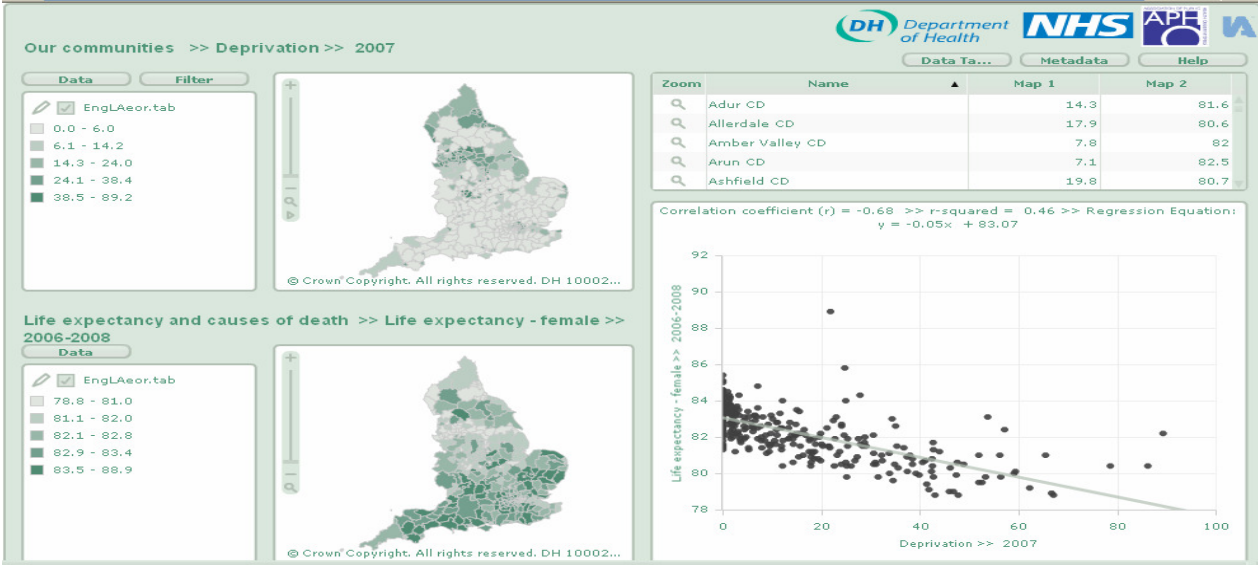 Our communities >> Deprivation >> 2007
DH Department of Health
NHS
Data Ta...
Metadata
Help
Data
Filter
EngLAeor.tab
0.0 - 6.0
6.1 - 14.2
14.3 - 24.0
24.1 - 38.4
38.5 - 89.2
© Crown Copyright. All rights reserved. DH 10002...
Zoom Name Map 1 Map 2
Adur CD 14.3 81.6
Allerdale CD 17.9 80.6
Amber Valley CD 7.8 82
Arun CD 7.1 82.5
Ashfield CD 19.8 80.7
Life expectancy and causes of death >> Life expectancy - female >>
2006-2008
Data
EngLAeor.tab
78.8 - 81.0
81.1 - 82.0
82.1 - 82.8
82.9 - 83.4
83.5 - 88.9
© Crown Copyright. All rights reserved. DH 10002...
Correlation coefficient (r) = -0.68 >> r-squared = 0.46 >> Regression Equation:
y = -0.05x + 83.07
Life expectancy - female >> 2006-2008
92
90
88
86
84
82
80
78
0 20 40 60 80 100
Deprivation >> 2007